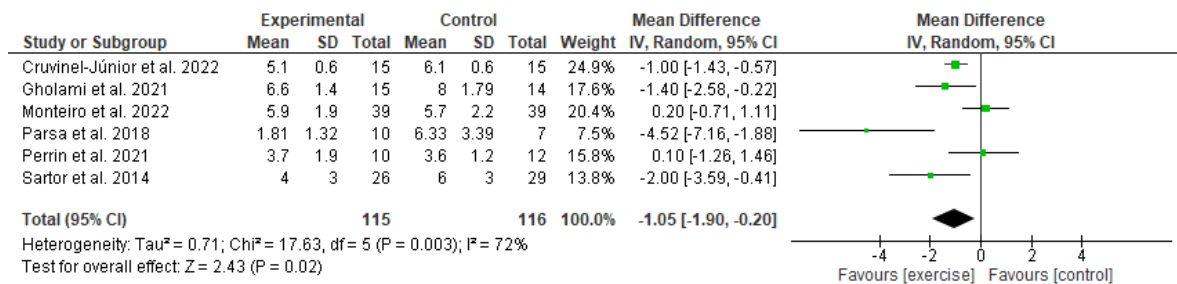 Experimental Control Mean Difference Mean Difference
Study or Subgroup Mean SD Total Mean SD Total Weight IV, Random, 95% CI IV, Random, 95% CI
Cruvinel-Júnior et al. 2022 5.1 0.6 15 6.1 0.6 15 24.9% -1.00 [-1.43, -0.57]
Gholami et al. 2021 6.6 1.4 15 8 1.79 14 17.6% -1.40 [-2.58, -0.22]
Monteiro et al. 2022 5.9 1.9 39 5.7 2.2 39 20.4% 0.20 [-0.71, 1.11]
Parsa et al. 2018 1.81 1.32 10 6.33 3.39 7 7.5% -4.52 [-7.16, -1.88]
Perrin et al. 2021 3.7 1.9 10 3.6 1.2 12 15.8% 0.10 [-1.26, 1.46]
Sartor et al. 2014 4 3 26 6 3 29 13.8% -2.00 [-3.59, -0.41]
Total (95% CI) 115 116 100.0% -1.05 [-1.90, -0.20]
Heterogeneity: Tau² = 0.71; Chi² = 17.63, df = 5 (P = 0.003); I² = 72%
Test for overall effect: Z = 2.43 (P = 0.02)
-4 -2 0 2 4
Favours [exercise] Favours [control]